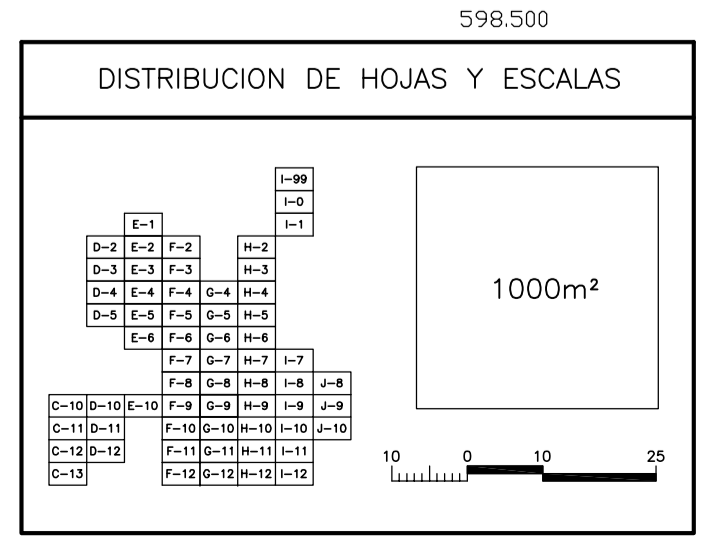 598.500
DISTRIBUCION DE HOJAS Y ESCALAS
I-99
I-0
E-1 I-1
D-2 E-2 F-2 H-2
D-3 E-3 F-3 H-3
D-4 E-4 F-4 G-4 H-4
D-5 E-5 F-5 G-5 H-5
E-6 F-6 G-6 H-6
F-7 G-7 H-7 I-7
F-8 G-8 H-8 I-8 J-8
C-10 D-10 E-10 F-9 G-9 H-9 I-9 J-9
C-11 D-11 F-10 G-10 H-10 I-10 J-10
C-12 D-12 F-11 G-11 H-11 I-11
C-13 F-12 G-12 H-12 I-12
1000m²
10 0 10 25